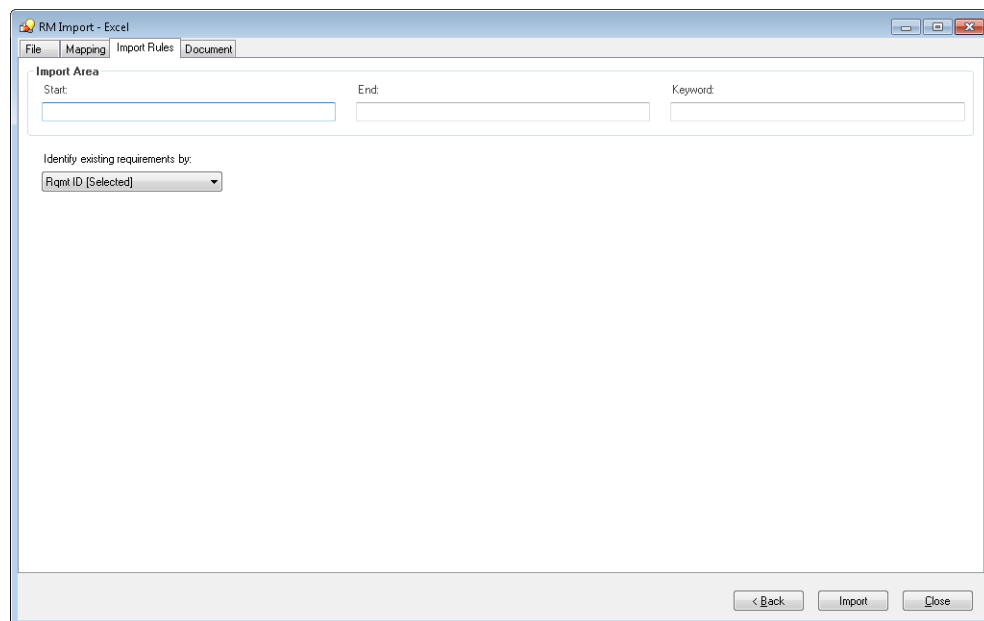 RM Import - Excel
File Mapping Import Rules Document
Import Area
Start: End: Keyword:
Identify existing requirements by:
Rqmt ID [Selected]
< Back Import Close